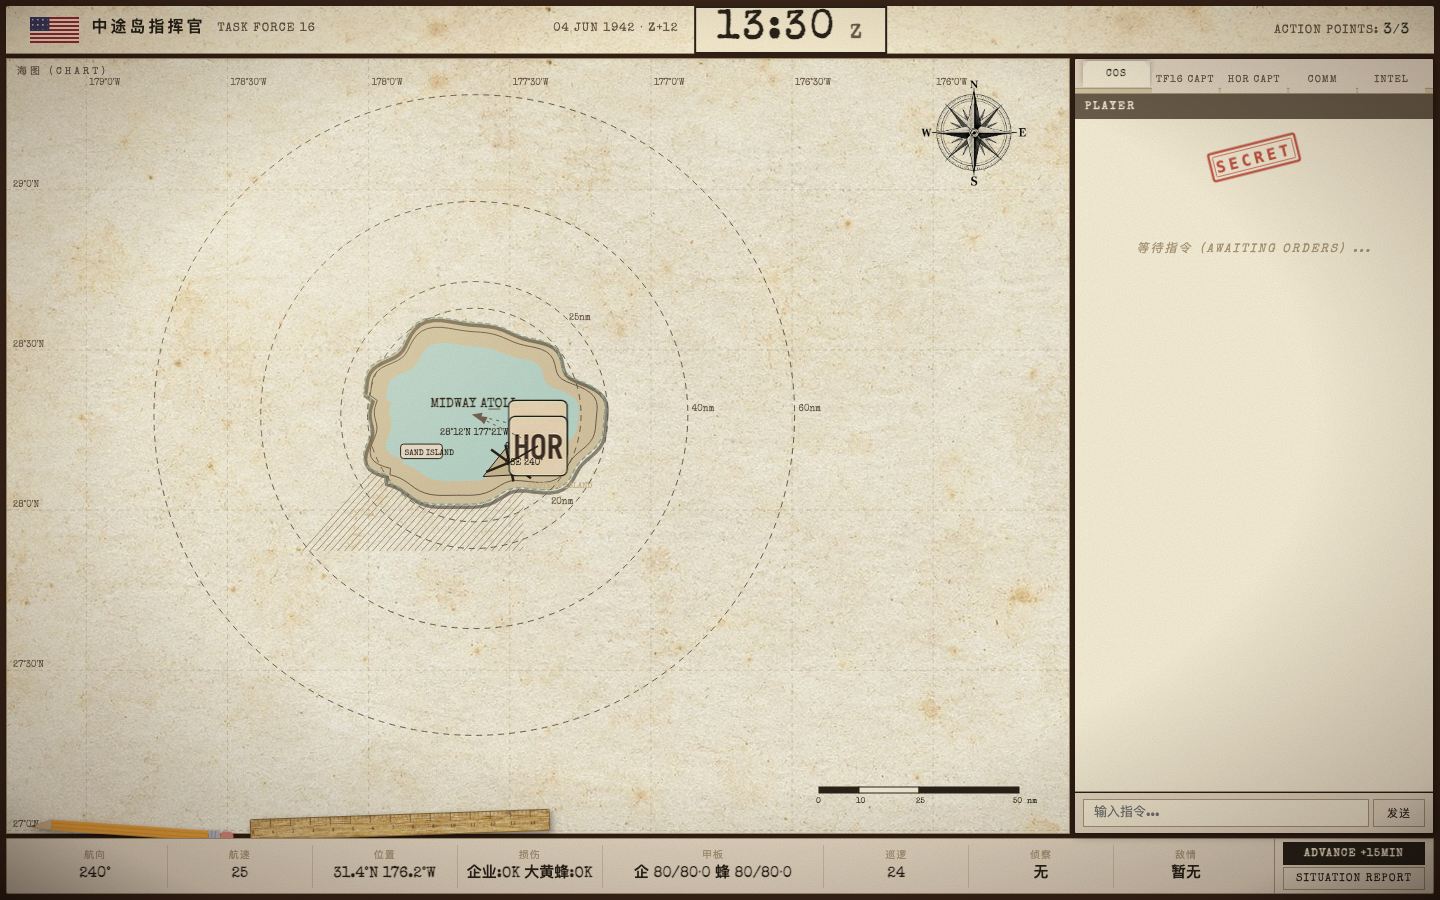 中途岛指挥官 TASK FORCE 16
04 JUN 1942 · Z+12
13:30 Z
ACTION POINTS: 3/3
海图 (CHART)
179°0'W 178°30'W 178°0'W 177°30'W 177°0'W 176°30'W 176°0'W
N
W E
S
29°0'N
28°30'N
28°0'N
27°30'N
27°0'N
25nm
40nm
60nm
20nm
MIDWAY ATOLL
28°12'N 177°21'W
SAND ISLAND
HOR
240°
0 10 25 50 nm
COS TF16 CAPT HOR CAPT COMM INTEL
PLAYER
SECRET
等待指令 (AWAITING ORDERS) ...
输入指令...
发送
航向
240°
航速
25
位置
31.4°N 176.2°W
损伤
企业:OK 大黄蜂:OK
甲板
企 80/80·0 蜂 80/80·0
巡逻
24
侦察
无
敌情
暂无
ADVANCE +15MIN
SITUATION REPORT